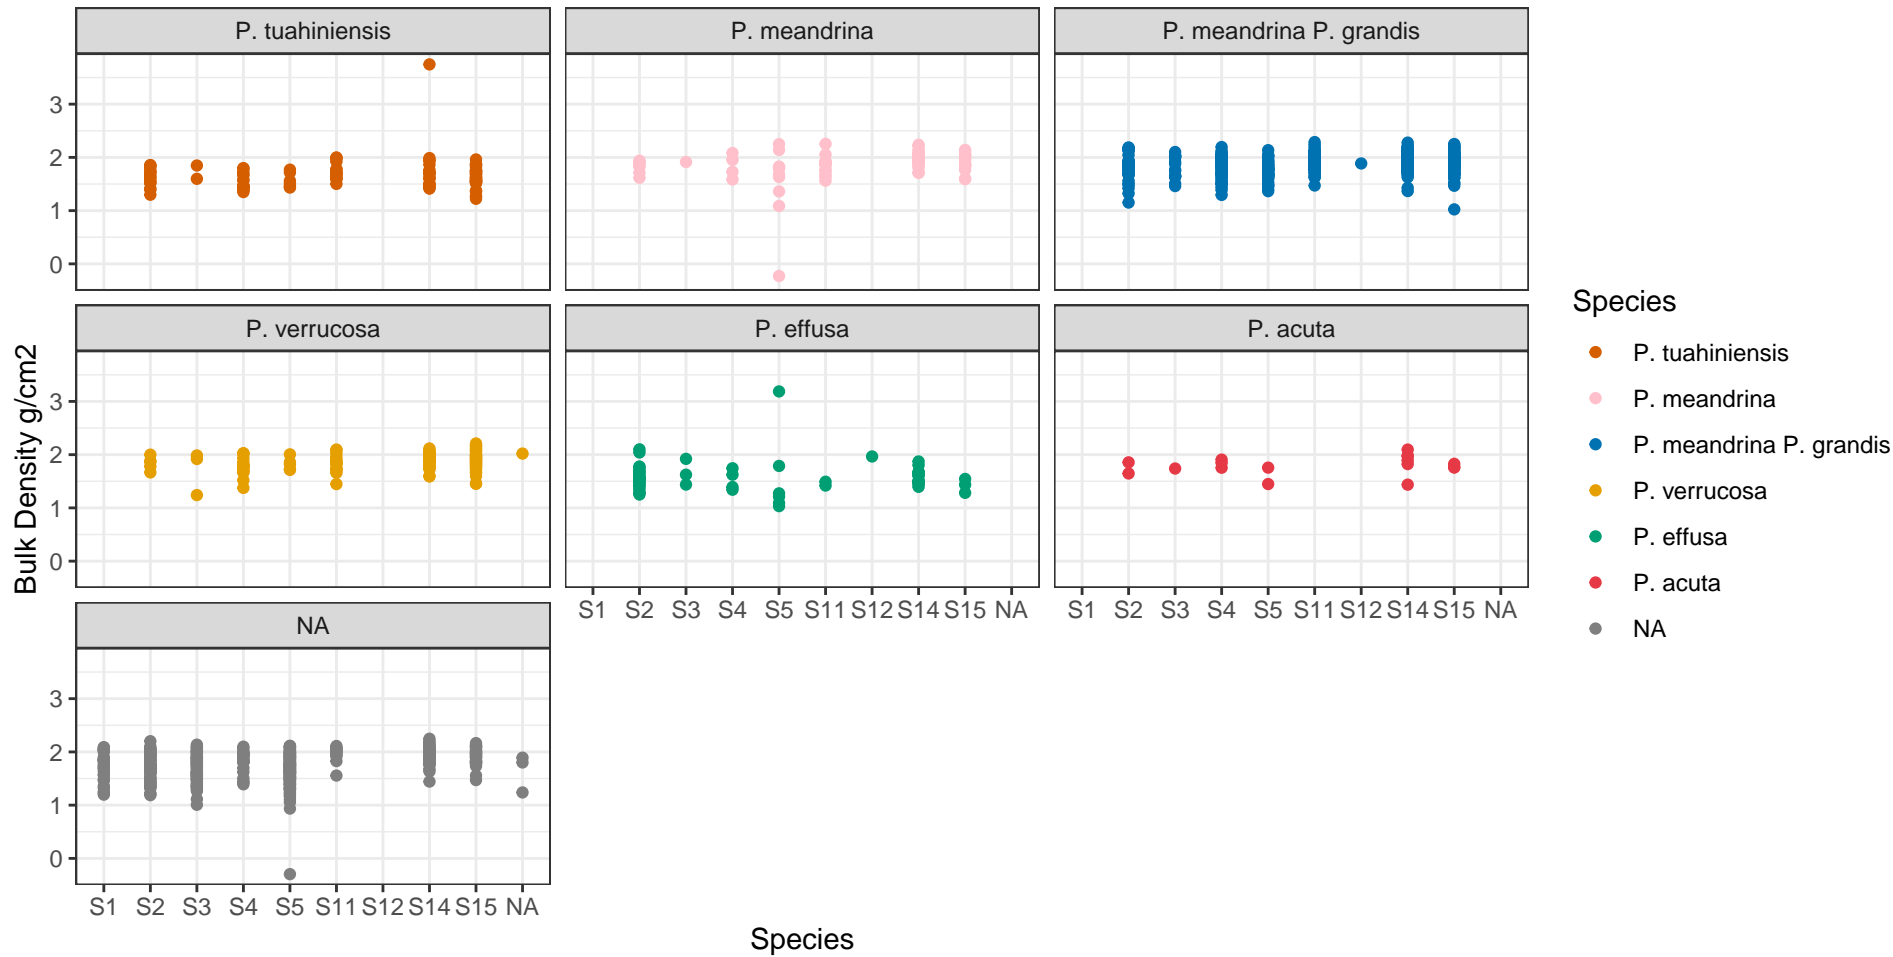 P. tuahiniensis
P. meandrina
P. meandrina P. grandis
3
2
1
0
P. verrucosa
P. effusa
P. acuta
3
2
1
0
S1 S2 S3 S4 S5 S11 S12 S14 S15 NA
S1 S2 S3 S4 S5 S11 S12 S14 S15 NA
NA
3
2
1
0
S1 S2 S3 S4 S5 S11 S12 S14 S15 NA
Species
Bulk Density g/cm2
Species
P. tuahiniensis
P. meandrina
P. meandrina P. grandis
P. verrucosa
P. effusa
P. acuta
NA